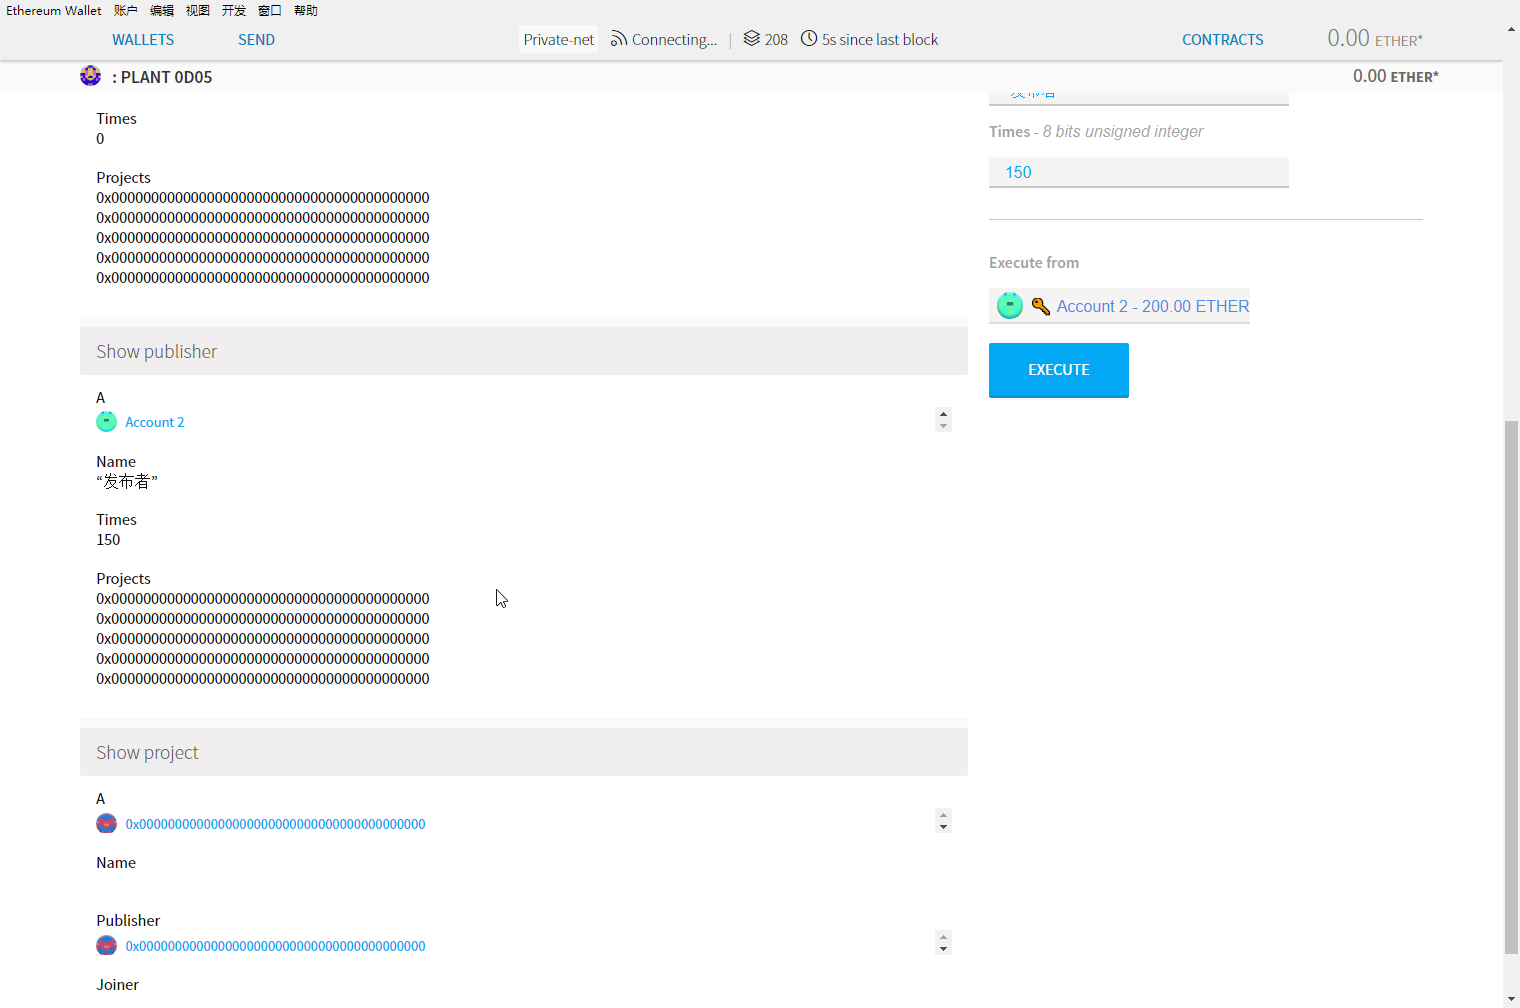 Ethereum Wallet 账户 编辑 视图 开发 窗口 帮助
WALLETS SEND Private-net Connecting... | 208 5s since last block CONTRACTS 0.00 ETHER*
: PLANT 0D05 0.00 ETHER*
Times
0
Projects
0x0000000000000000000000000000000000000000
0x0000000000000000000000000000000000000000
0x0000000000000000000000000000000000000000
0x0000000000000000000000000000000000000000
0x0000000000000000000000000000000000000000
Show publisher
A
Account 2
Name
“发布者”
Times
150
Projects
0x0000000000000000000000000000000000000000
0x0000000000000000000000000000000000000000
0x0000000000000000000000000000000000000000
0x0000000000000000000000000000000000000000
0x0000000000000000000000000000000000000000
Show project
A
0x0000000000000000000000000000000000000000
Name
Publisher
0x0000000000000000000000000000000000000000
Joiner
发布者
Times - 8 bits unsigned integer
150
Execute from
Account 2 - 200.00 ETHER
EXECUTE